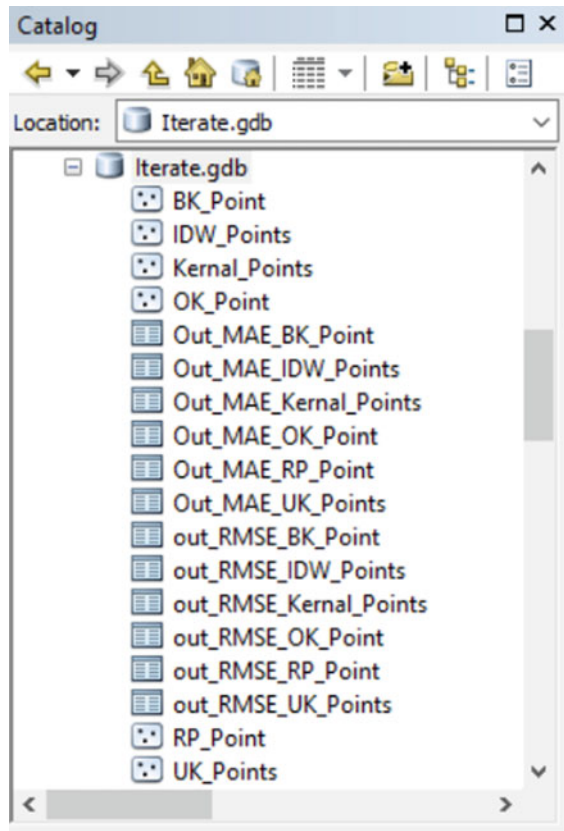 Catalog
Location: Iterate.gdb
Iterate.gdb
BK_Point
IDW_Points
Kernal_Points
OK_Point
Out_MAE_BK_Point
Out_MAE_IDW_Points
Out_MAE_Kernal_Points
Out_MAE_OK_Point
Out_MAE_RP_Point
Out_MAE_UK_Points
out_RMSE_BK_Point
out_RMSE_IDW_Points
out_RMSE_Kernal_Points
out_RMSE_OK_Point
out_RMSE_RP_Point
out_RMSE_UK_Points
RP_Point
UK_Points